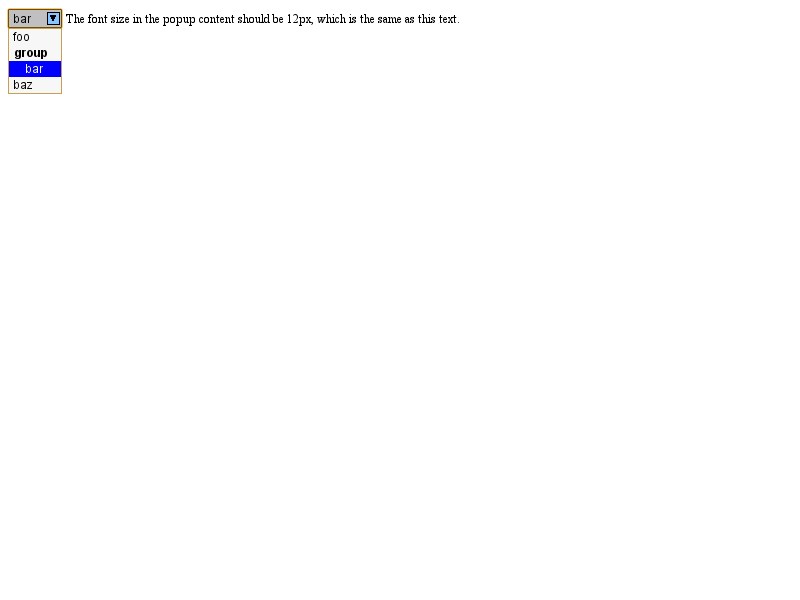 bar The font size in the popup content should be 12px, which is the same as this text.
foo
group
bar
baz